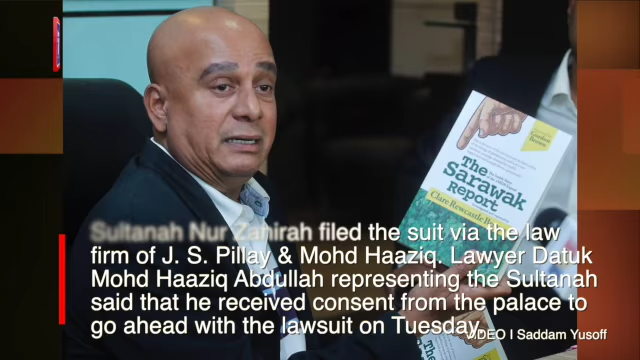 The
Sarawak
Report
Clare Rewcastle
Sultanah Nur Zahirah filed the suit via the law
firm of J. S. Pillay & Mohd Haaziq. Lawyer Datuk
Mohd Haaziq Abdullah representing the Sultanah
said that he received consent from the palace to
go ahead with the lawsuit on Tuesday.
VIDEO I Saddam Yusoff